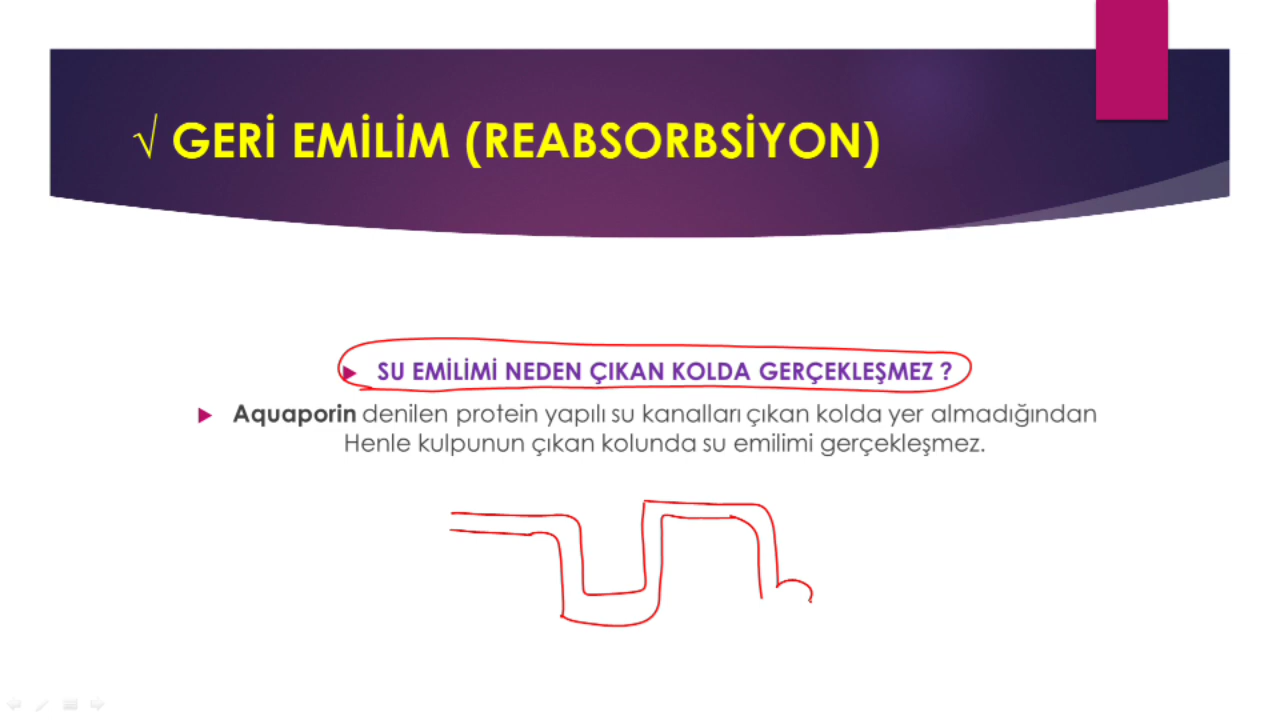 √ GERİ EMİLİM (REABSORBSİYON)
SU EMİLİMİ NEDEN ÇIKAN KOLDA GERÇEKLEŞMEZ ?
Aquaporin denilen protein yapılı su kanalları çıkan kolda yer almadığından
Henle kulpunun çıkan kolunda su emilimi gerçekleşmez.